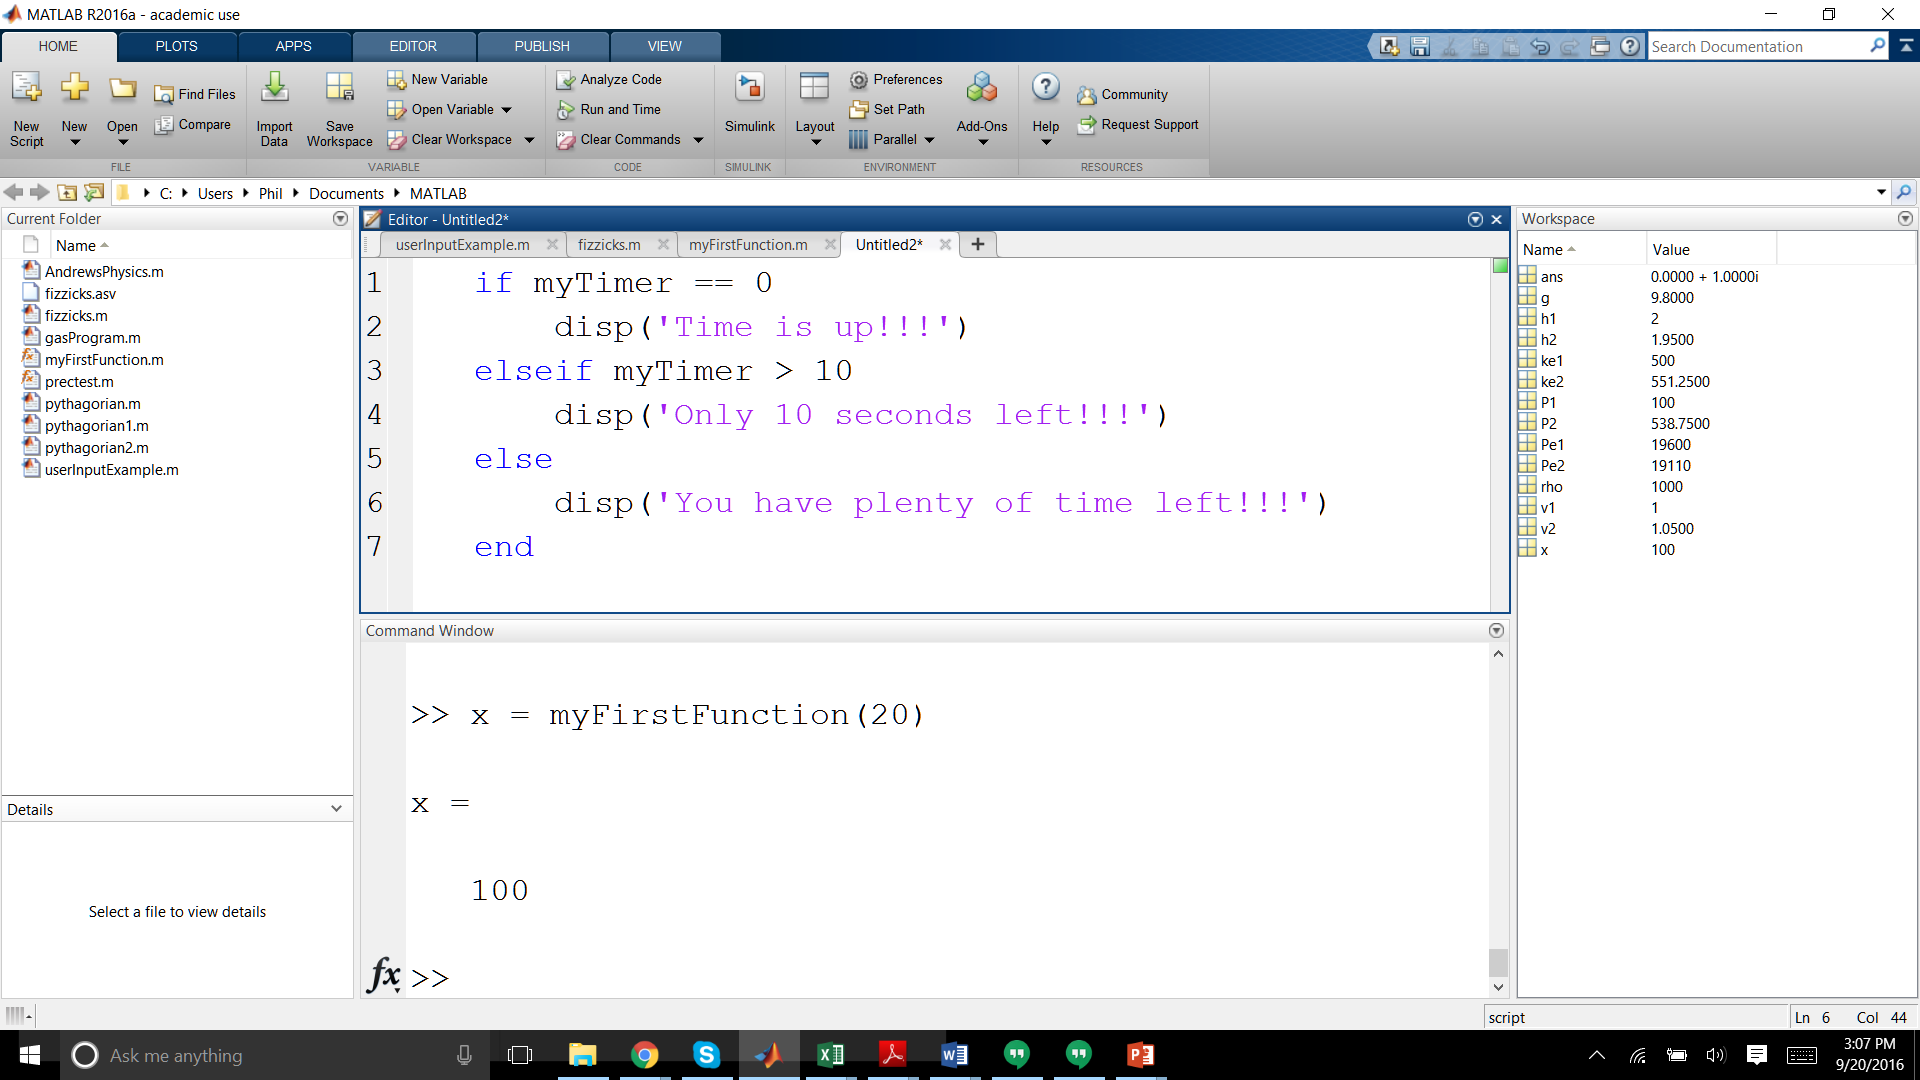 MATLAB R2016a - academic use
HOME PLOTS APPS EDITOR PUBLISH VIEW
Search Documentation
New Script
New
Open
Find Files
Compare
FILE
Import Data
Save Workspace
New Variable
Open Variable
Clear Workspace
VARIABLE
Analyze Code
Run and Time
Clear Commands
CODE
Simulink
SIMULINK
Layout
Preferences
Set Path
Parallel
Add-Ons
ENVIRONMENT
Help
Community
Request Support
RESOURCES
C: Users Phil Documents MATLAB
Current Folder
Name
AndrewsPhysics.m
fizzicks.asv
fizzicks.m
gasProgram.m
myFirstFunction.m
prectest.m
pythagorian.m
pythagorian1.m
pythagorian2.m
userInputExample.m
Details
Select a file to view details
Editor - Untitled2*
userInputExample.m fizzicks.m myFirstFunction.m Untitled2* +
1 if myTimer == 0
2 disp('Time is up!!!')
3 elseif myTimer > 10
4 disp('Only 10 seconds left!!!')
5 else
6 disp('You have plenty of time left!!!')
7 end
Command Window
>> x = myFirstFunction(20)
x =
100
fx >>
Workspace
Name Value
ans 0.0000 + 1.0000i
g 9.8000
h1 2
h2 1.9500
ke1 500
ke2 551.2500
P1 100
P2 538.7500
Pe1 19600
Pe2 19110
rho 1000
v1 1
v2 1.0500
x 100
script Ln 6 Col 44
Ask me anything
3:07 PM
9/20/2016